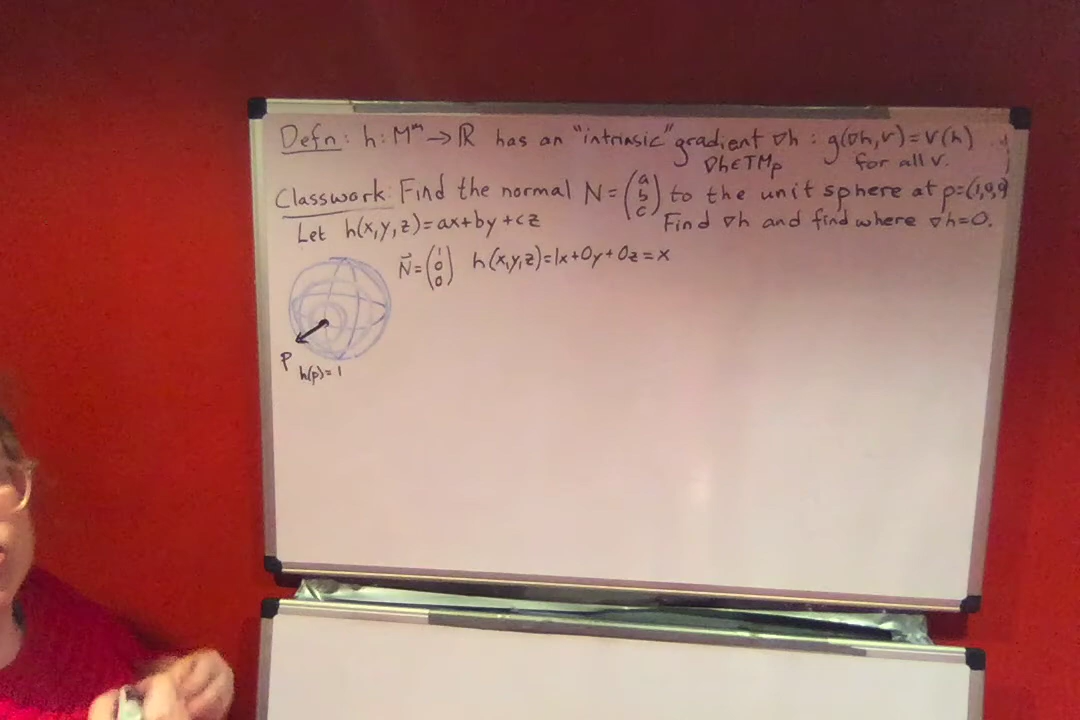 Defn: h: Mᵐ → ℝ has an "intrinsic" gradient ∇h : g(∇h, v) = v(h)
∇h ∈ TMₚ for all v.
Classwork: Find the normal N = (a b c) to the unit sphere at p=(1,0,0)
Let h(x,y,z) = ax+by+cz Find ∇h and find where ∇h=0.
N⃗ = (1 0 0) h(x,y,z)=1x+0y+0z=x
P
h(p)=1